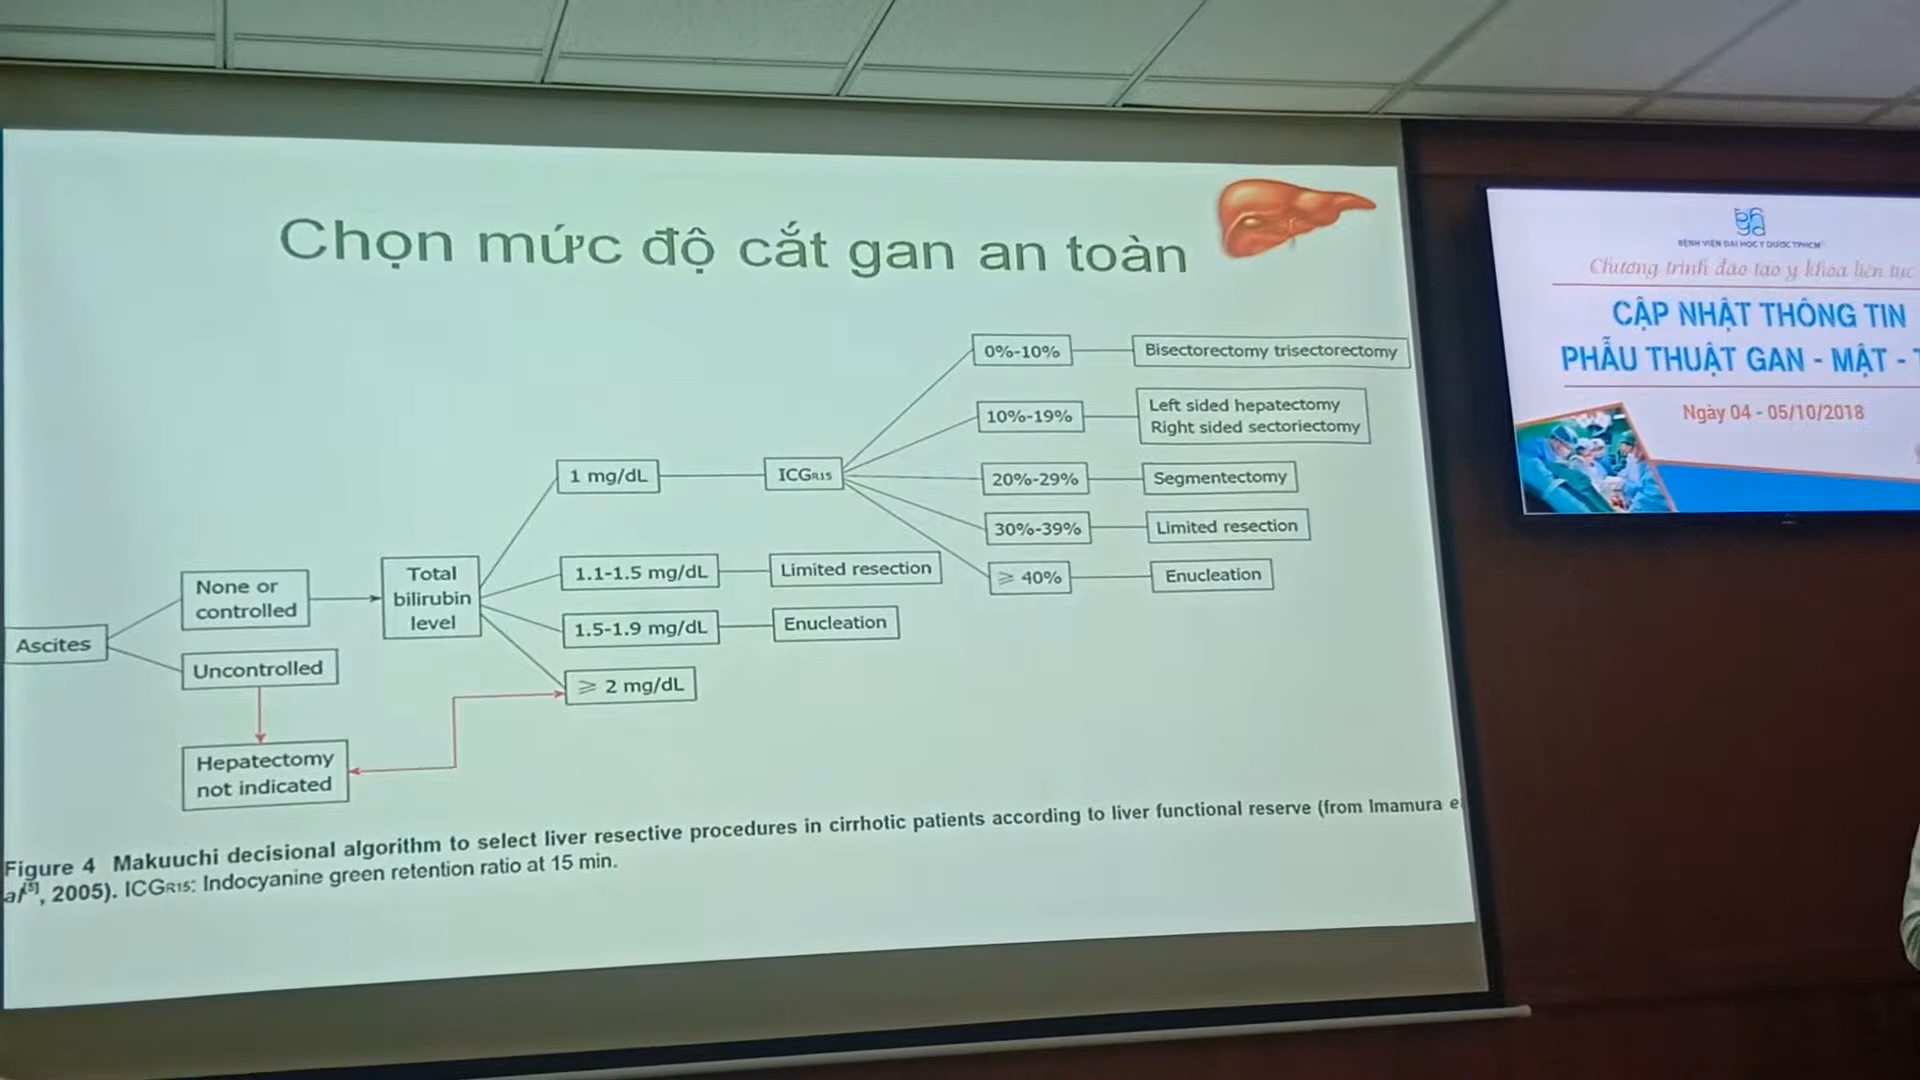 Chọn mức độ cắt gan an toàn
0%-10%
Bisectorectomy trisectorectomy
10%-19%
Left sided hepatectomy
Right sided sectoriectomy
1 mg/dL
ICGR15
20%-29%
Segmentectomy
30%-39%
Limited resection
≥ 40%
Enucleation
None or
controlled
Total
bilirubin
level
1.1-1.5 mg/dL
Limited resection
1.5-1.9 mg/dL
Enucleation
Ascites
Uncontrolled
≥ 2 mg/dL
Hepatectomy
not indicated
Figure 4 Makuuchi decisional algorithm to select liver resective procedures in cirrhotic patients according to liver functional reserve (from Imamura e
al[5], 2005). ICGR15: Indocyanine green retention ratio at 15 min.
BỆNH VIỆN ĐẠI HỌC Y DƯỢC TPHCM
Chương trình đào tạo y khoa liên tục
CẬP NHẬT THÔNG TIN
PHẪU THUẬT GAN - MẬT -
Ngày 04 - 05/10/2018